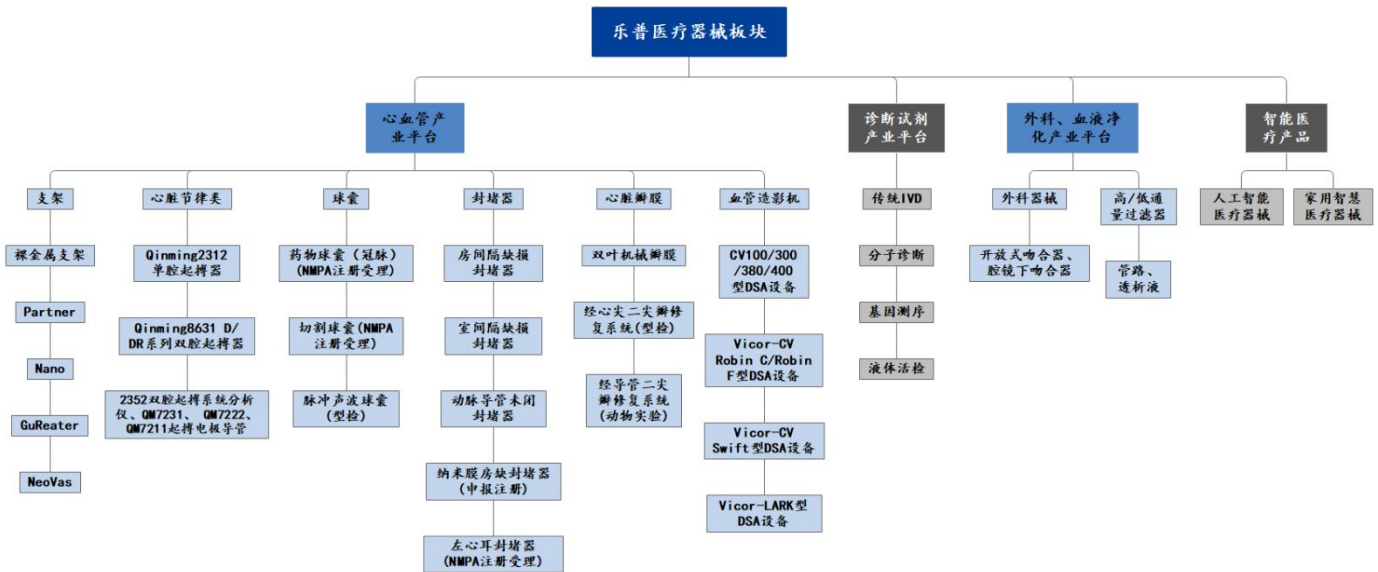 乐普医疗器械板块
心血管产
业平台
诊断试剂
产业平台
外科、血液净
化产业平台
智能医
疗产品
支架
心脏节律类
球囊
封堵器
心脏瓣膜
血管造影机
传统IVD
外科器械
高/低通
量过滤器
人工智能
医疗器械
家用智慧
医疗器械
裸金属支架
Partner
Nano
GuReater
NeoVas
Qinming2312
单腔起搏器
Qinming8631 D/
DR系列双腔起搏器
2352双腔起搏系统分析
仪、QM7231、 QM7222、
QM7211起搏电极导管
药物球囊（冠脉）
(NMPA注册受理)
切割球囊(NMPA
注册受理)
脉冲声波球囊
(型检)
房间隔缺损
封堵器
室间隔缺损
封堵器
动脉导管未闭
封堵器
纳米膜房缺封堵器
(申报注册)
左心耳封堵器
(NMPA注册受理)
双叶机械瓣膜
经心尖二尖瓣修
复系统(型检)
经导管二尖
瓣修复系统
(动物实验)
CV100/300
/380/400
型DSA设备
Vicor-CV
Robin C/Robin
F型DSA设备
Vicor-CV
Swift型DSA设备
Vicor-LARK型
DSA设备
分子诊断
基因测序
液体活检
开放式吻合器、
腔镜下吻合器
管路、
透析液